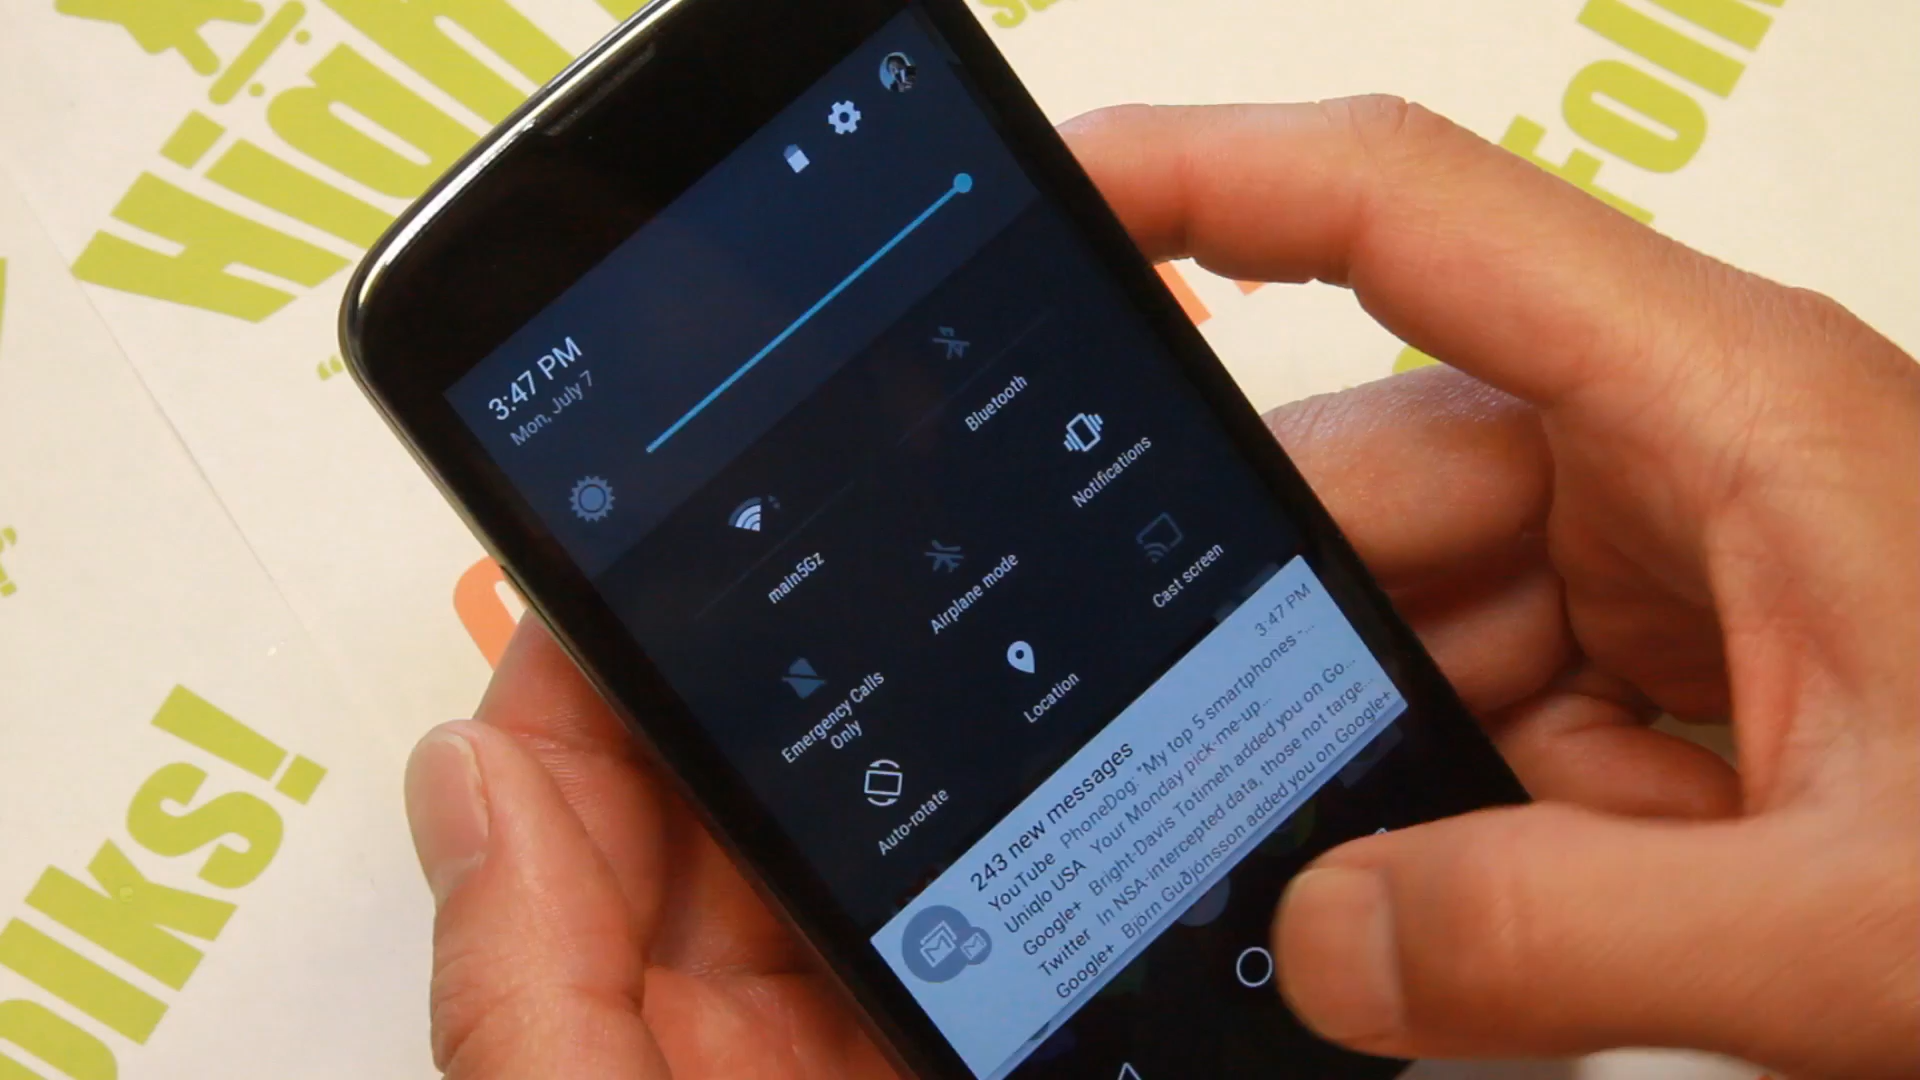 3:47 PM
Mon, July 7
main5Gz
Bluetooth
Emergency Calls
Only
Airplane mode
Notifications
Auto-rotate
Location
Cast screen
243 new messages
3:47 PM
YouTube PhoneDog: "My top 5 smartphones -...
Uniqlo USA Your Monday pick-me-up...
Google+ Bright-Davis Totimeh added you on Go...
Twitter In NSA-intercepted data, those not targe...
Google+ Björn Guðjónsson added you on Google+